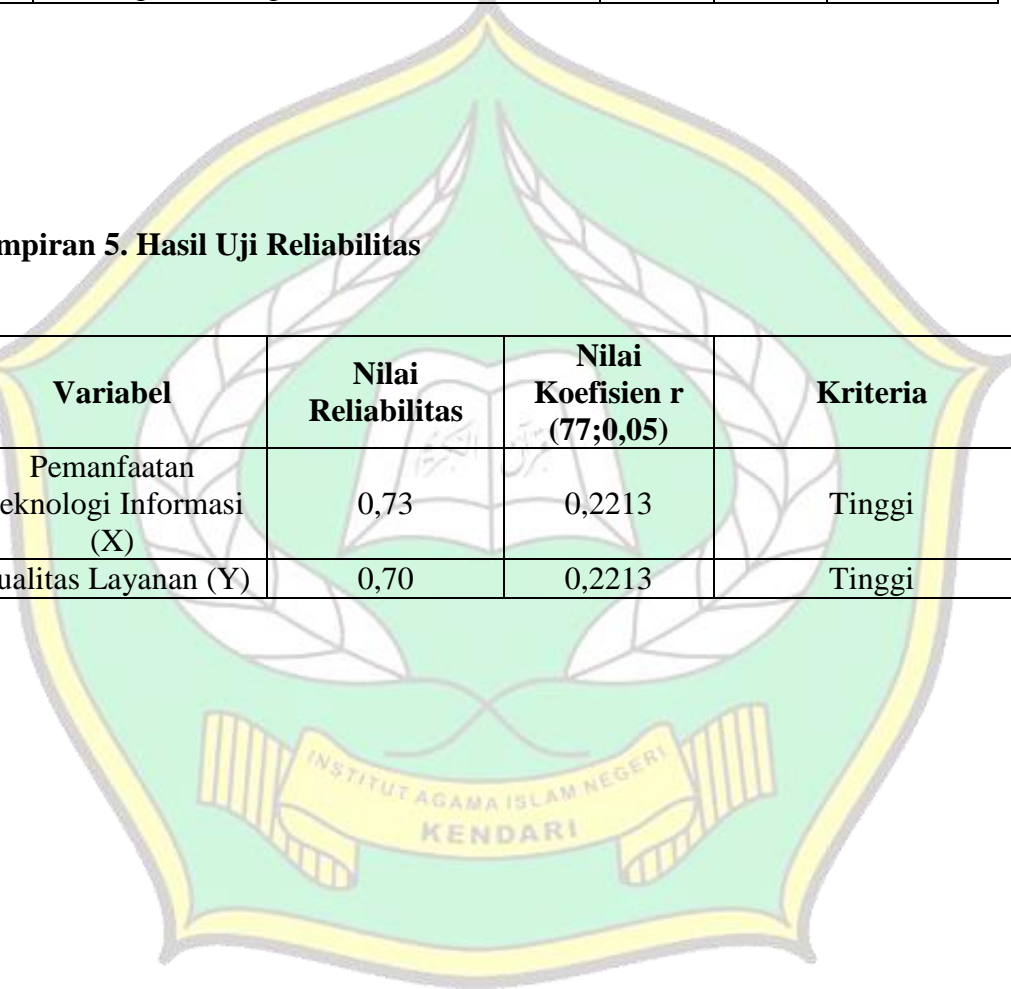 mpiran 5. Hasil Uji Reliabilitas
Variabel
Nilai
Reliabilitas
Nilai
Koefisien r
(77;0,05)
Kriteria
Pemanfaatan
eknologi Informasi
(X)
0,73
0,2213
Tinggi
ualitas Layanan (Y)
0,70
0,2213
Tinggi
INSTITUT AGAMA ISLAM NEGERI
KENDARI